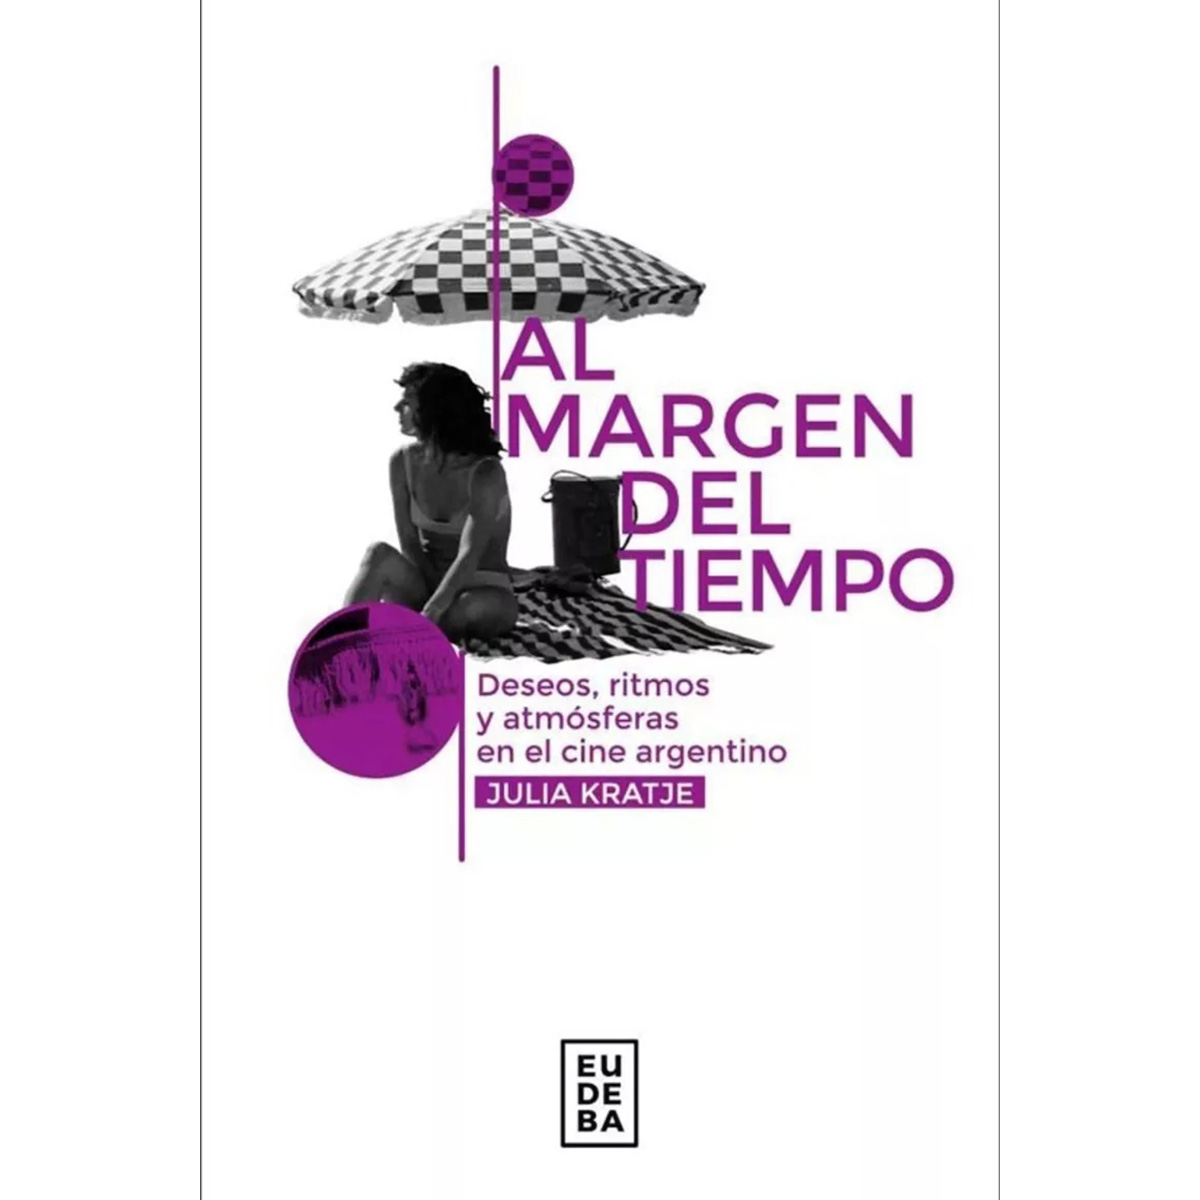 AL
MARGEN
DEL
TIEMPO
Deseos, ritmos
y atmósferas
en el cine argentino
JULIA KRATJE
EU
DE
BA